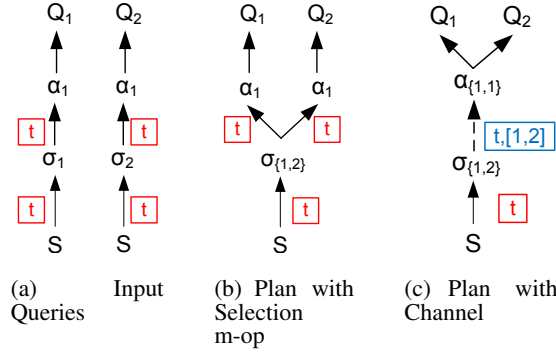 Q₁ Q₂ Q₁ Q₂ Q₁ Q₂
α₁ α₁ α₁ α₁ α{1,1}
t t t t t,[1,2]
σ₁ σ₂ σ{1,2} σ{1,2}
t t t t
S S S S
(a) Input
Queries
(b) Plan with
Selection
m-op
(c) Plan with
Channel